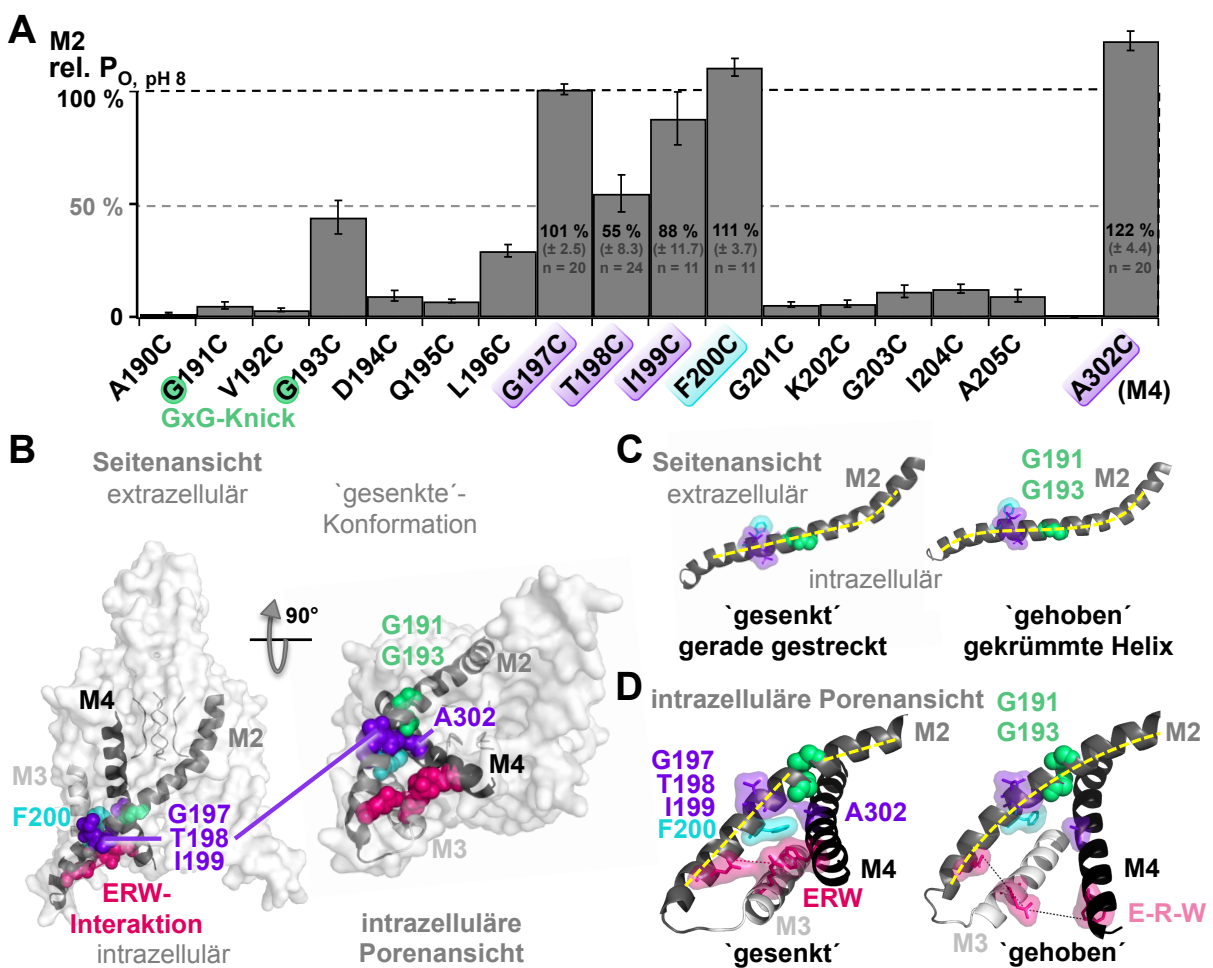 A
M2
rel. PO, pH 8
100 %
50 %
0
101 %
(± 2.5)
n = 20
55 %
(± 8.3)
n = 24
88 %
(± 11.7)
n = 11
111 %
(± 3.7)
n = 11
122 %
(± 4.4)
n = 20
A190C
G191C
V192C
G193C
D194C
Q195C
L196C
G197C
T198C
I199C
F200C
G201C
K202C
G203C
I204C
A205C
A302C
(M4)
GxG-Knick
B
Seitenansicht
extrazellulär
`gesenkte´-
Konformation
90°
M4
M2
M3
F200
G197
T198
I199
ERW-
Interaktion
intrazellulär
G191
G193
M2
A302
M4
M3
intrazelluläre
Porenansicht
C
Seitenansicht
extrazellulär
M2
intrazellulär
`gesenkt´
gerade gestreckt
G191
G193
M2
`gehoben´
gekrümmte Helix
D
intrazelluläre Porenansicht
G191
G193
M2
G197
T198
I199
F200
A302
M4
ERW
M3
`gesenkt´
M4
E-R-W
M3
`gehoben´